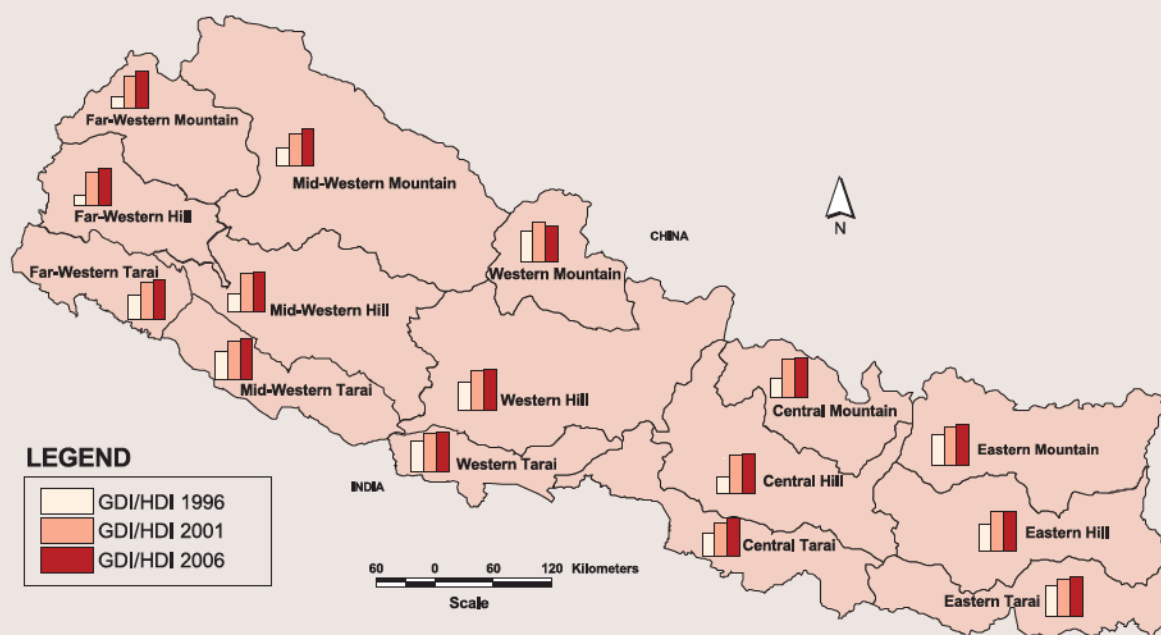 Far-Western Mountain
Mid-Western Mountain
Far-Western Hill
CHINA
N
Western Mountain
Far-Western Tarai
Mid-Western Hill
Mid-Western Tarai
Western Hill
Central Mountain
Eastern Mountain
Western Tarai
Central Hill
INDIA
Eastern Hill
Central Tarai
Eastern Tarai
LEGEND
GDI/HDI 1996
GDI/HDI 2001
GDI/HDI 2006
60 0 60 120 Kilometers
Scale